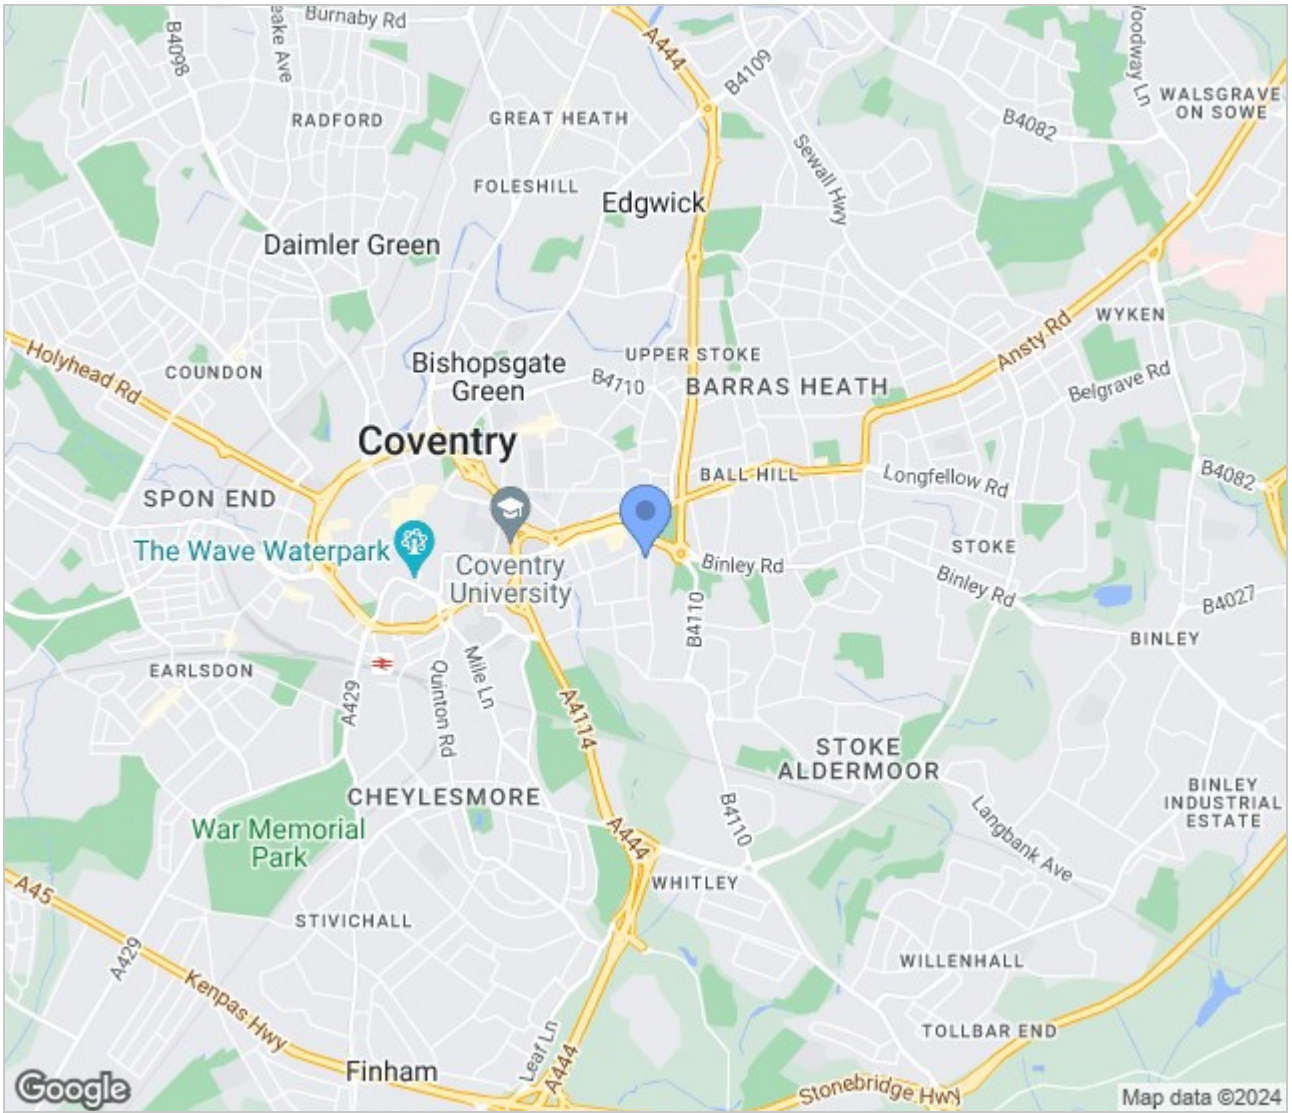 Burnaby Rd
eake Ave
B4098
A444
B4109
oodway Ln
WALSGRAVE
ON SOWE
RADFORD
GREAT HEATH
B4082
Sewall Hwy
FOLESHILL
Edgwick
Daimler Green
WYKEN
Ansty Rd
Holyhead Rd
COUNDON
Bishopsgate
Green
UPPER STOKE
B4710
BARRAS HEATH
Belgrave Rd
Coventry
BALL HILL
Longfellow Rd
B4082
SPON END
The Wave Waterpark
Coventry
University
Binley Rd
STOKE
Binley Rd
B4027
B4110
BINLEY
EARLSDON
A429
Mile Ln
Quinton Rd
A4114
STOKE
ALDERMOOR
CHEYLESMORE
BINLEY
INDUSTRIAL
ESTATE
War Memorial
Park
B4110
Langbank Ave
A444
WHITLEY
A45
STIVICHALL
A429
WILLENHALL
Kenpas Hwy
TOLLBAR END
Leaf Ln
Finham
A444
Stonebridge Hwy
Google
Map data ©2024